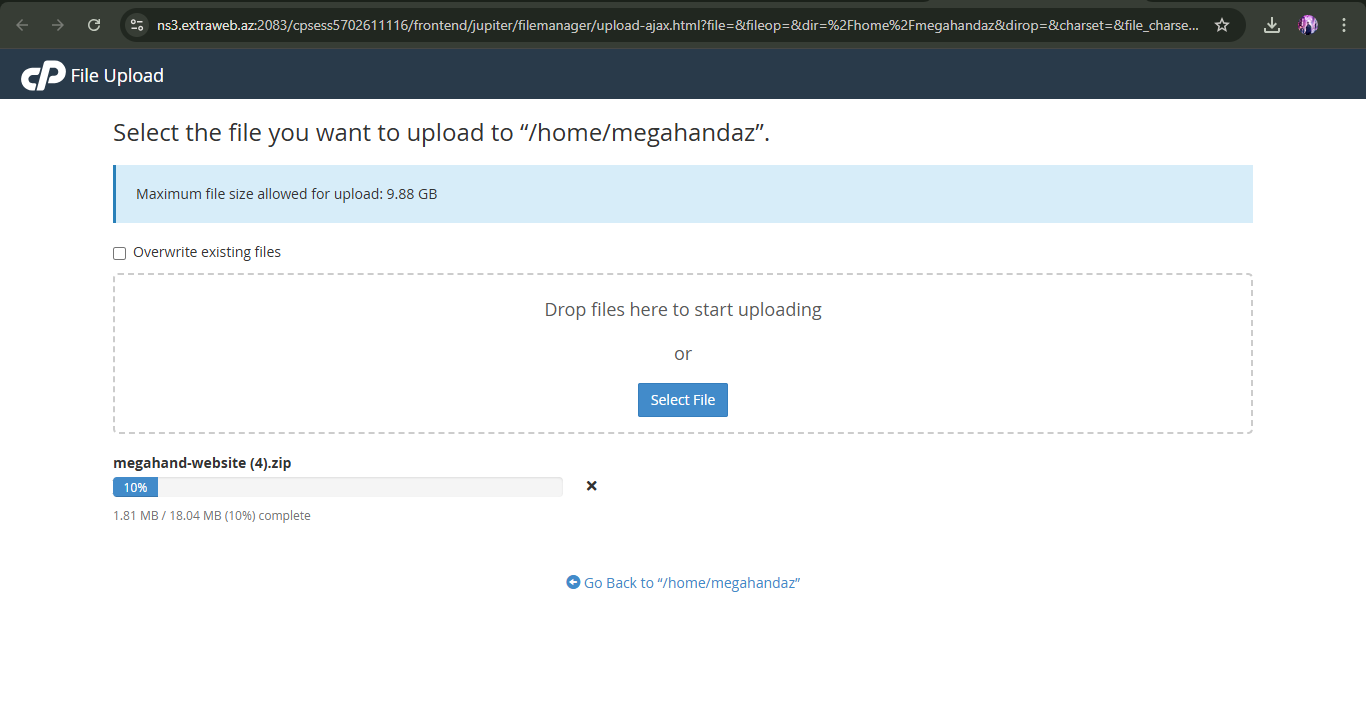 ns3.extraweb.az:2083/cpsess5702611116/frontend/jupiter/filemanager/upload-ajax.html?file=&fileop=&dir=%2Fhome%2Fmegahandaz&dirop=&charset=&file_charse...
cP File Upload
Select the file you want to upload to “/home/megahandaz”.
Maximum file size allowed for upload: 9.88 GB
Overwrite existing files
Drop files here to start uploading
or
Select File
megahand-website (4).zip
10%
1.81 MB / 18.04 MB (10%) complete
Go Back to “/home/megahandaz”